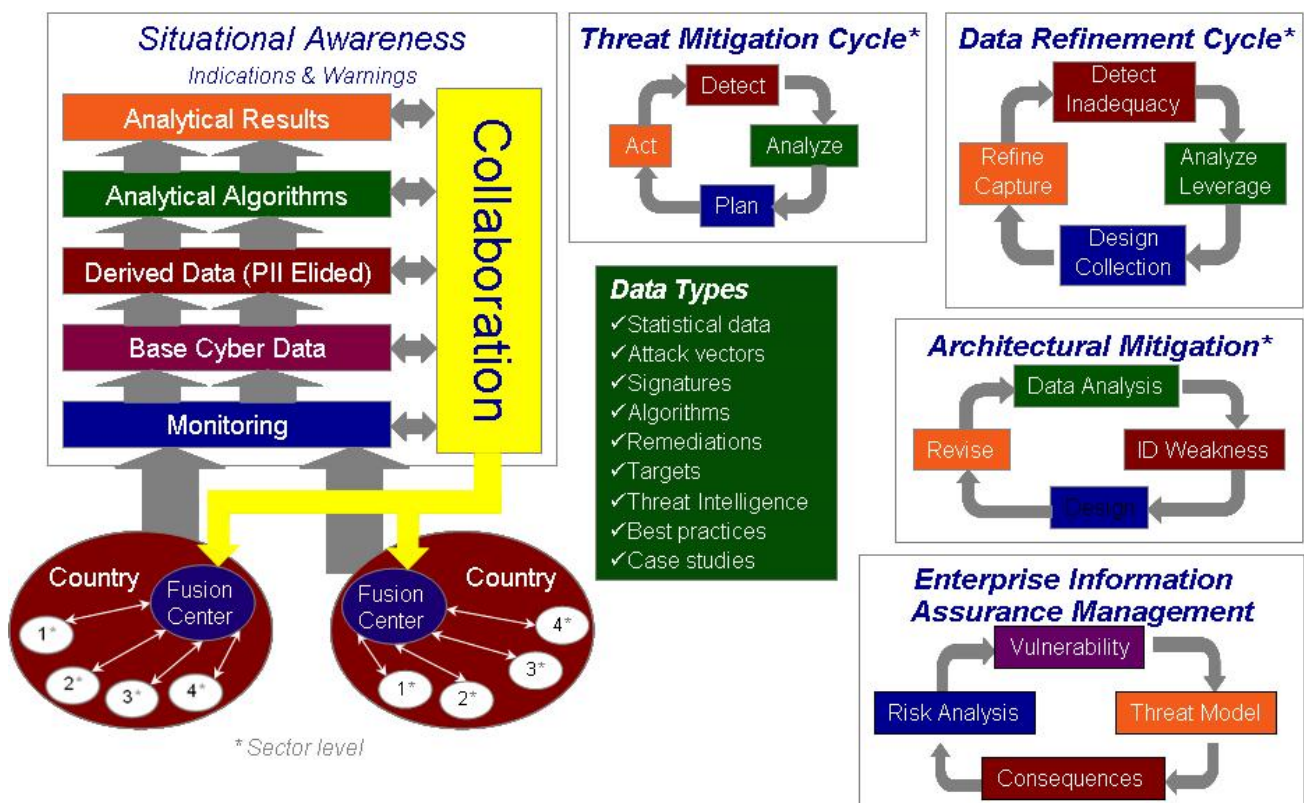 Situational Awareness
Indications & Warnings
Analytical Results
Analytical Algorithms
Derived Data (PII Elided)
Base Cyber Data
Monitoring
Collaboration
Country
Fusion
Center
1*
2*
3*
4*
Country
Fusion
Center
4*
3*
2*
1*
* Sector level
Threat Mitigation Cycle*
Detect
Analyze
Plan
Act
Data Types
✓Statistical data
✓Attack vectors
✓Signatures
✓Algorithms
✓Remediations
✓Targets
✓Threat Intelligence
✓Best practices
✓Case studies
Data Refinement Cycle*
Detect
Inadequacy
Analyze
Leverage
Design
Collection
Refine
Capture
Architectural Mitigation*
Data Analysis
ID Weakness
Design
Revise
Enterprise Information
Assurance Management
Vulnerability
Threat Model
Consequences
Risk Analysis